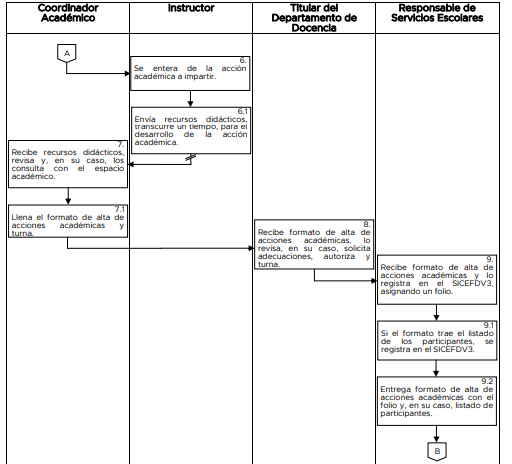 Coordinador
Académico
Instructor
Titular del
Departamento de
Docencia
Responsable de
Servicios Escolares
A
6.
Se entera de la acción
académica a impartir.
6.1
Envía recursos didácticos,
transcurre un tiempo, para el
desarrollo de la acción
académica.
7.
Recibe recursos didácticos,
revisa y, en su caso, los
consulta con el espacio
académico.
7.1
Llena el formato de alta de
acciones académicas y
turna.
8.
Recibe formato de alta de
acciones académicas, lo
revisa, en su caso, solicita
adecuaciones, autoriza y
turna.
9.
Recibe formato de alta de
acciones académicas y lo
registra en el SICEFDV3,
asignando un folio.
9.1
Si el formato trae el listado
de los participantes, se
registra en el SICEFDV3.
9.2
Entrega formato de alta de
acciones académicas con el
folio y, en su caso, listado de
participantes.
B